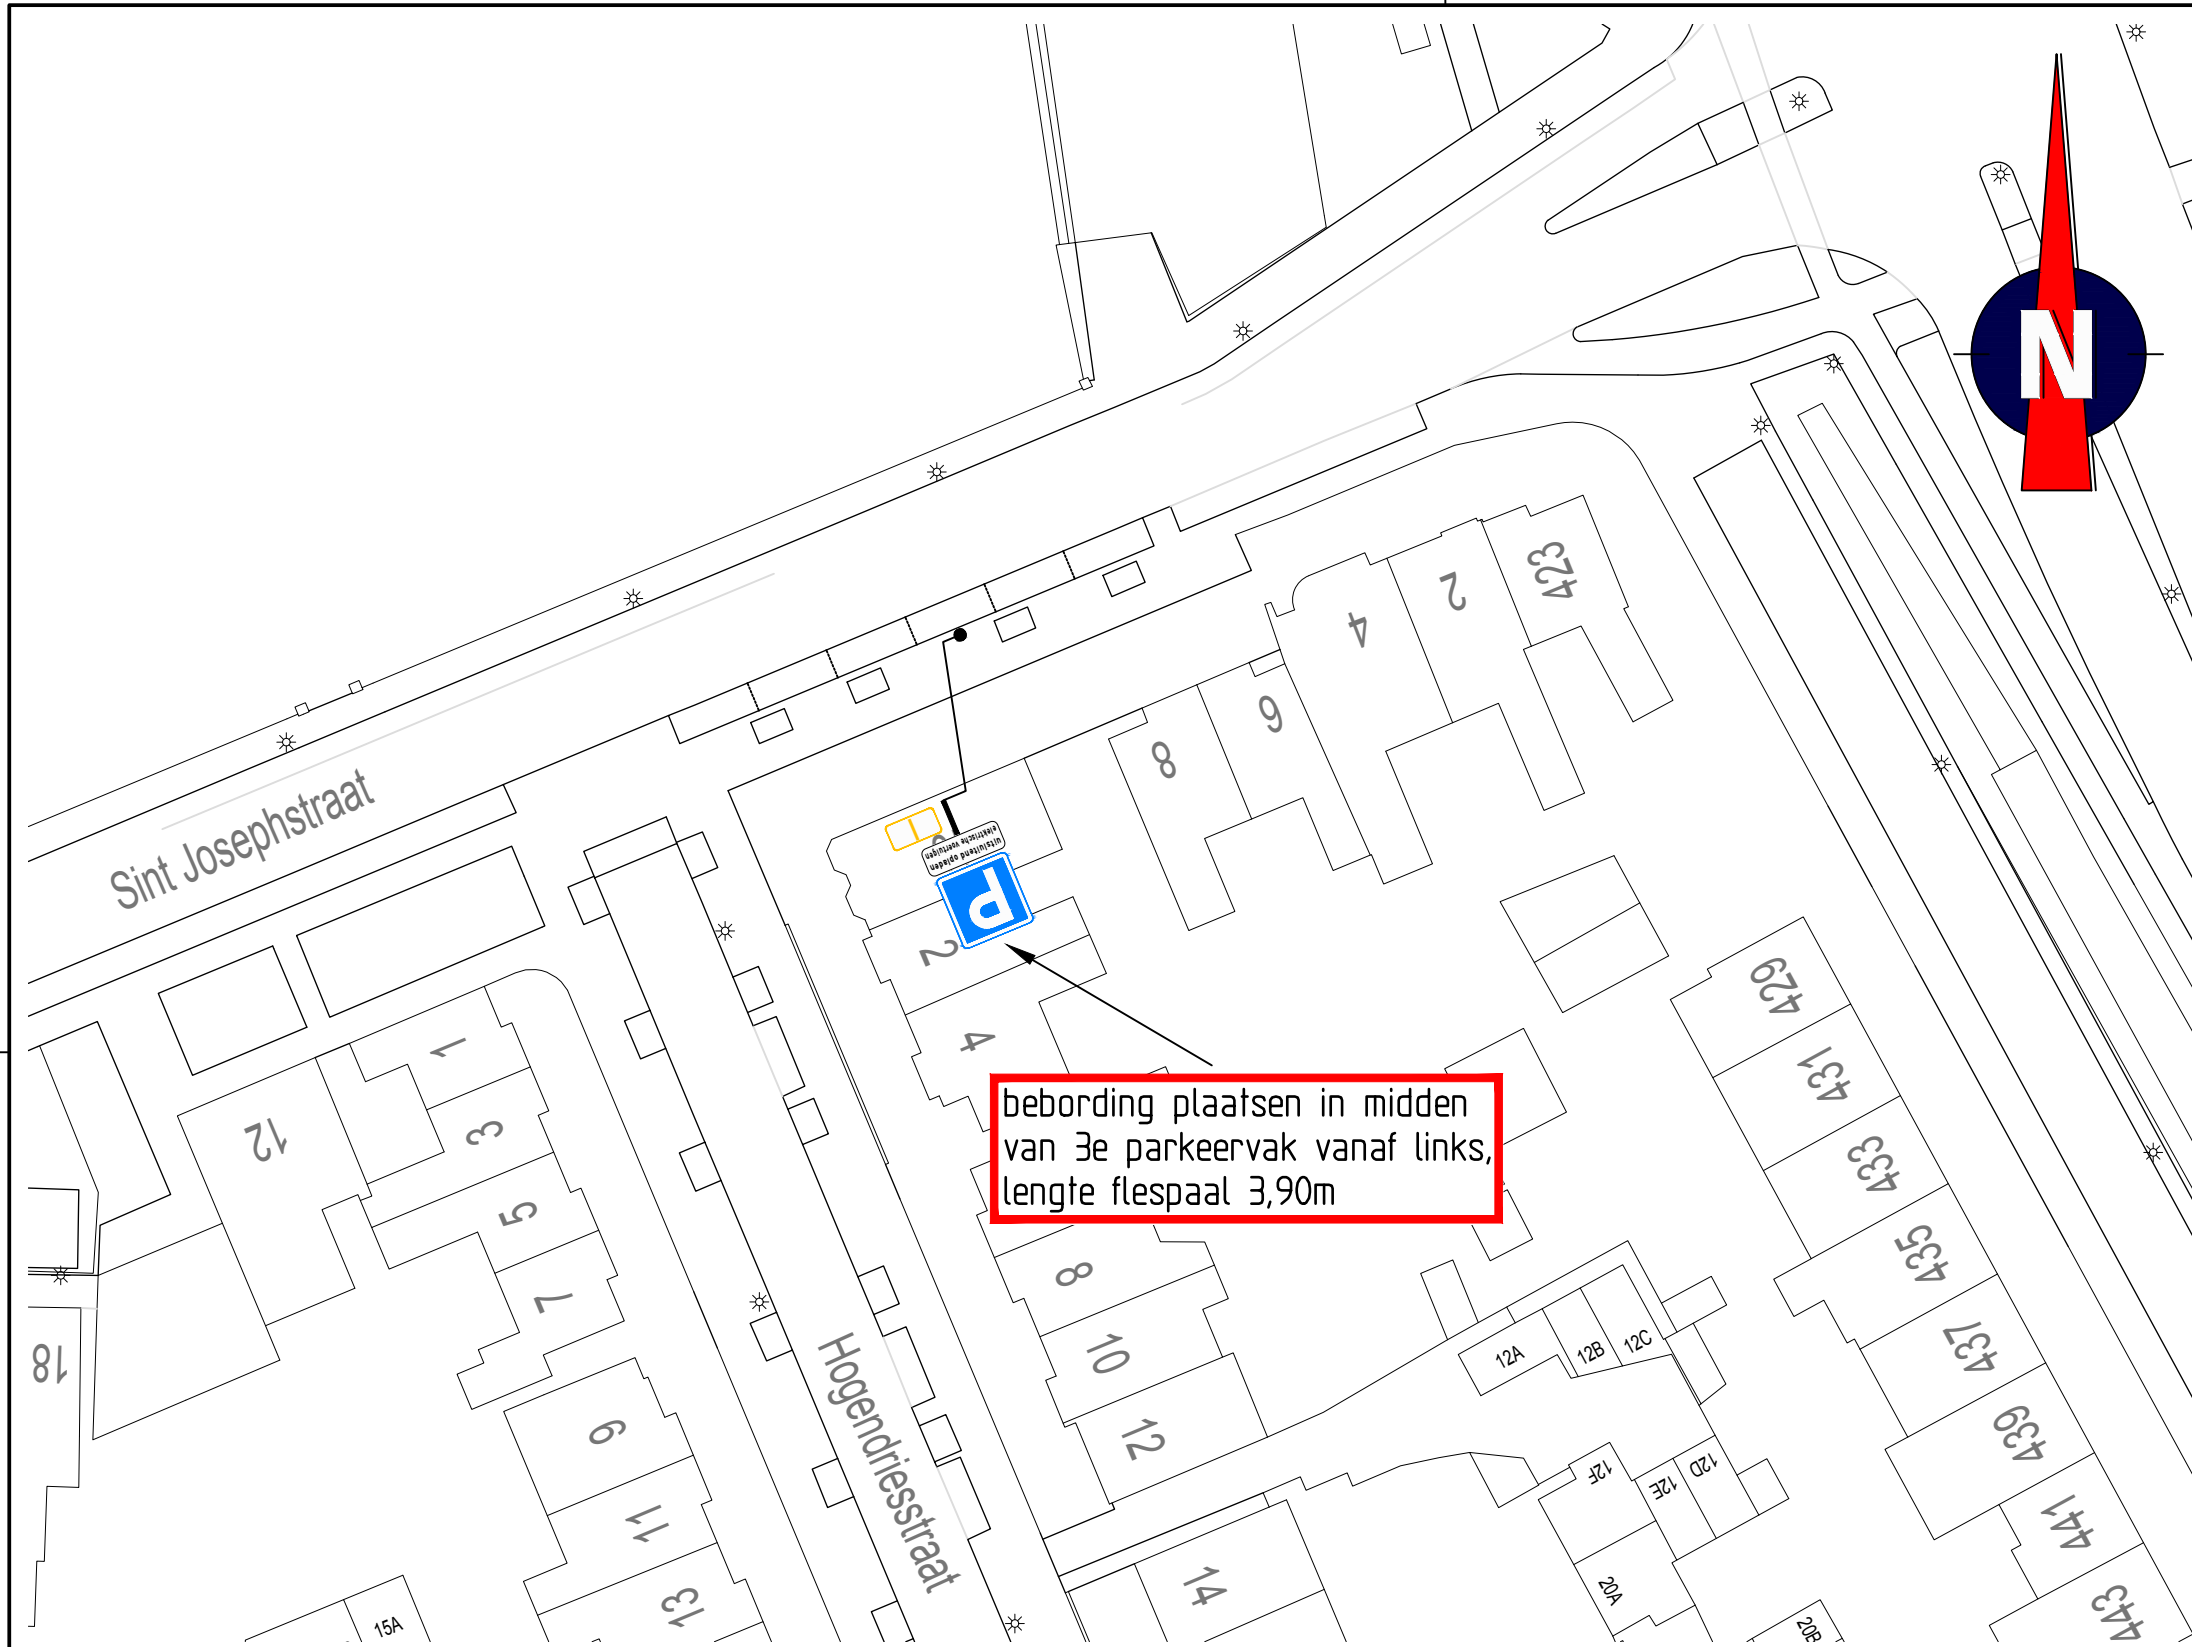 N
423
2
4
6
8
Sint Josephstraat
uitsluitend opladen
elektrische voertuigen
P
2
4
429
431
433
435
437
439
441
443
bebording plaatsen in midden
van 3e parkeervak vanaf links,
lengte flespaal 3,90m
1
3
5
7
9
11
13
12
18
8
10
12
14
Hogendriesstraat
12A
12B
12C
12F
12E
12D
20A
20B
15A